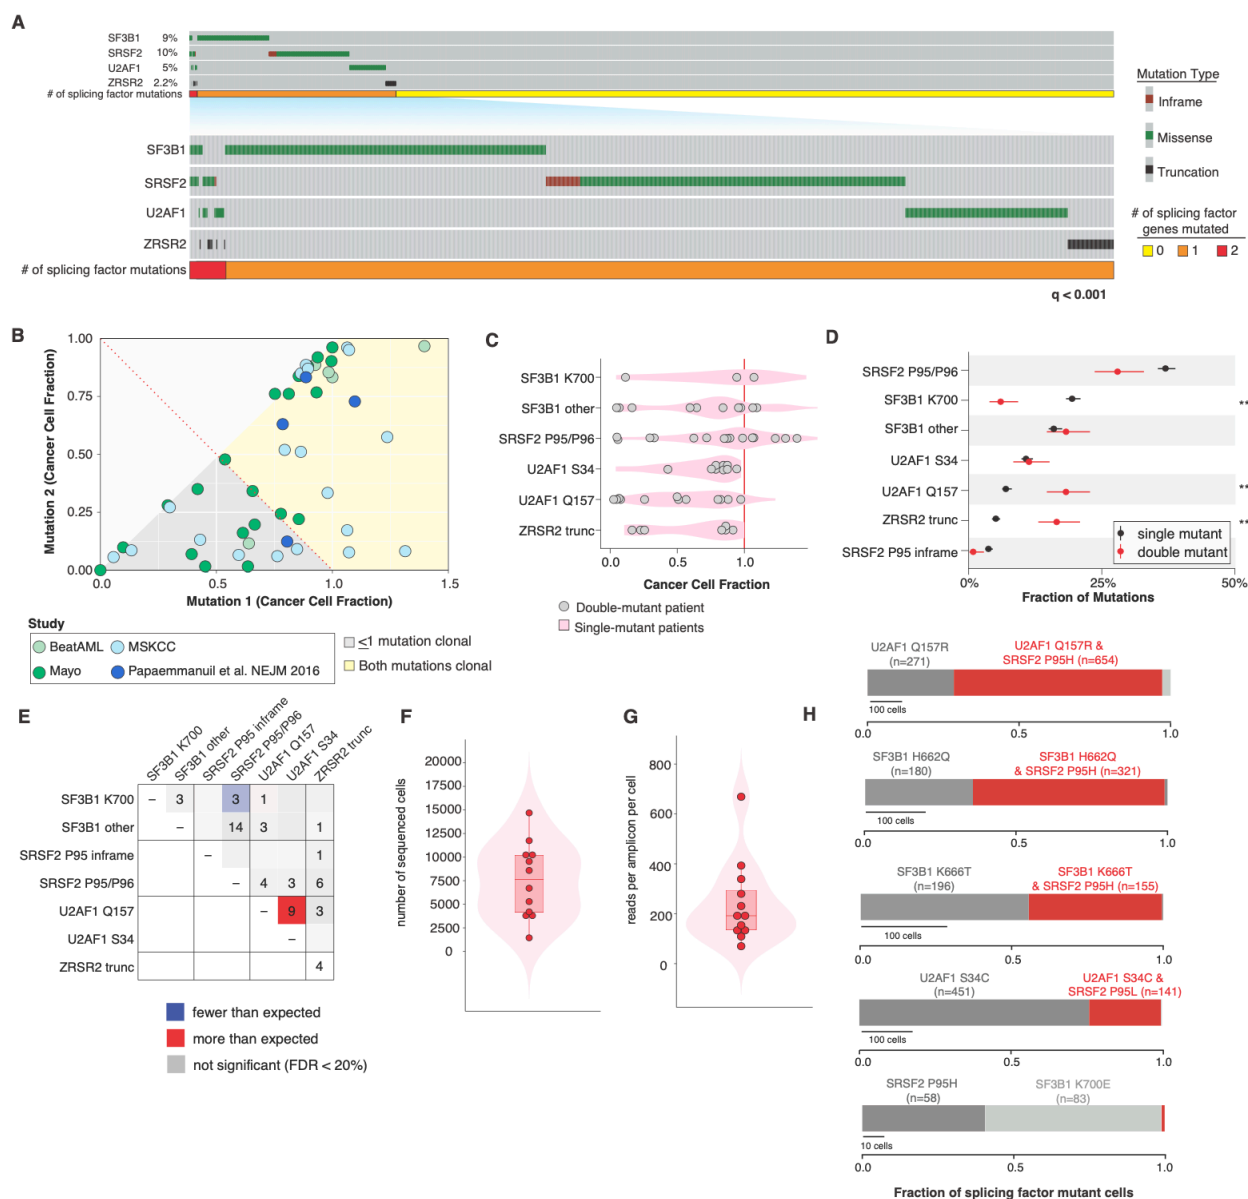 A
SF3B1 9%
SRSF2 10%
U2AF1 5%
ZRSR2 2.2%
# of splicing factor mutations
SF3B1
SRSF2
U2AF1
ZRSR2
# of splicing factor mutations
q < 0.001
Mutation Type
Inframe
Missense
Truncation
# of splicing factor
genes mutated
0 1 2
B
Mutation 2 (Cancer Cell Fraction)
1.00
0.75
0.50
0.25
0.00
0.0 0.5 1.0 1.5
Mutation 1 (Cancer Cell Fraction)
Study
BeatAML MSKCC
Mayo Papaemmanuil et al. NEJM 2016
≤1 mutation clonal
Both mutations clonal
C
SF3B1 K700
SF3B1 other
SRSF2 P95/P96
U2AF1 S34
U2AF1 Q157
ZRSR2 trunc
0.0 0.5 1.0
Cancer Cell Fraction
Double-mutant patient
Single-mutant patients
D
SRSF2 P95/P96
SF3B1 K700 **
SF3B1 other
U2AF1 S34
U2AF1 Q157 **
ZRSR2 trunc **
SRSF2 P95 inframe
single mutant
double mutant
0% 25% 50%
Fraction of Mutations
E
SF3B1 K700
SF3B1 other
SRSF2 P95 inframe
SRSF2 P95/P96
U2AF1 Q157
U2AF1 S34
ZRSR2 trunc
SF3B1 K700 – 3 3 1
SF3B1 other – 14 3 1
SRSF2 P95 inframe – 1
SRSF2 P95/P96 – 4 3 6
U2AF1 Q157 – 9 3
U2AF1 S34 –
ZRSR2 trunc 4
fewer than expected
more than expected
not significant (FDR < 20%)
F
number of sequenced cells
20000
17500
15000
12500
10000
7500
5000
2500
0
G
reads per amplicon per cell
800
600
400
200
0
H
U2AF1 Q157R
(n=271)
U2AF1 Q157R &
SRSF2 P95H (n=654)
100 cells
0.0 0.5 1.0
SF3B1 H662Q
(n=180)
SF3B1 H662Q
& SRSF2 P95H (n=321)
100 cells
0.0 0.5 1.0
SF3B1 K666T
(n=196)
SF3B1 K666T
& SRSF2 P95H (n=155)
100 cells
0.0 0.5 1.0
U2AF1 S34C
(n=451)
U2AF1 S34C &
SRSF2 P95L (n=141)
100 cells
0.0 0.5 1.0
SRSF2 P95H
(n=58)
SF3B1 K700E
(n=83)
10 cells
0.0 0.5 1.0
Fraction of splicing factor mutant cells